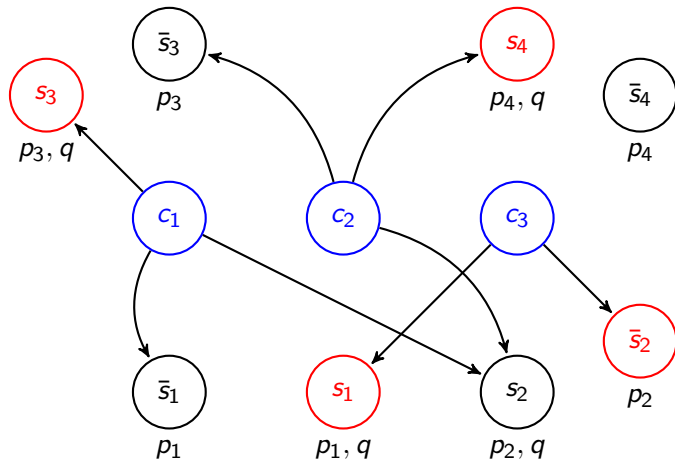 s̄₃
s₄
s₃
s̄₄
p₃
p₄, q
p₃, q
p₄
c₁
c₂
c₃
s̄₂
s̄₁
s₁
s₂
p₂
p₁
p₁, q
p₂, q